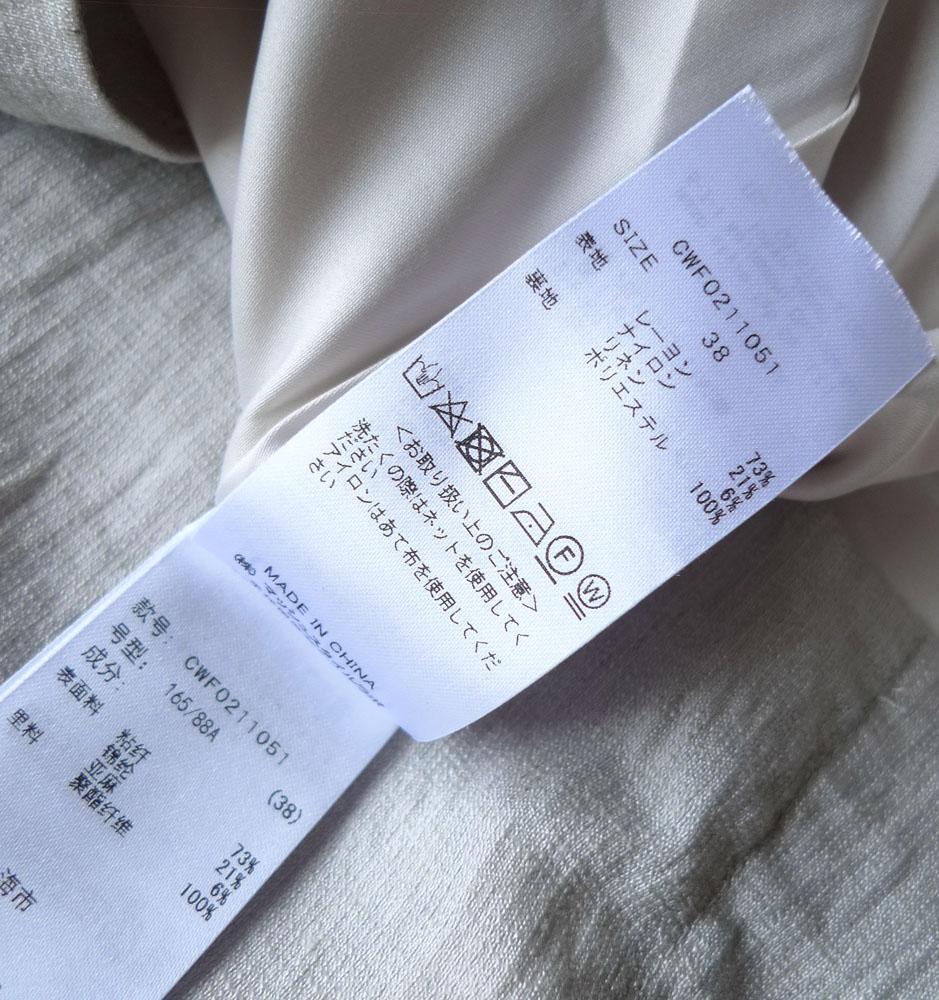 CWFO211051
SIZE 38
表地 レーヨン 73%
ナイロン 21%
リネン 6%
裏地 ポリエステル 100%
F W
<お取り扱い上のご注意>
洗たくの際はネットを使用してく
ださい
アイロンはあて布を使用してくだ
さい
MADE IN CHINA
款号: CWFO211051
号型: 165/88A (38)
成分:
表面料 粘纤 73%
锦纶 21%
亚麻 6%
里料 聚酯纤维 100%
海市